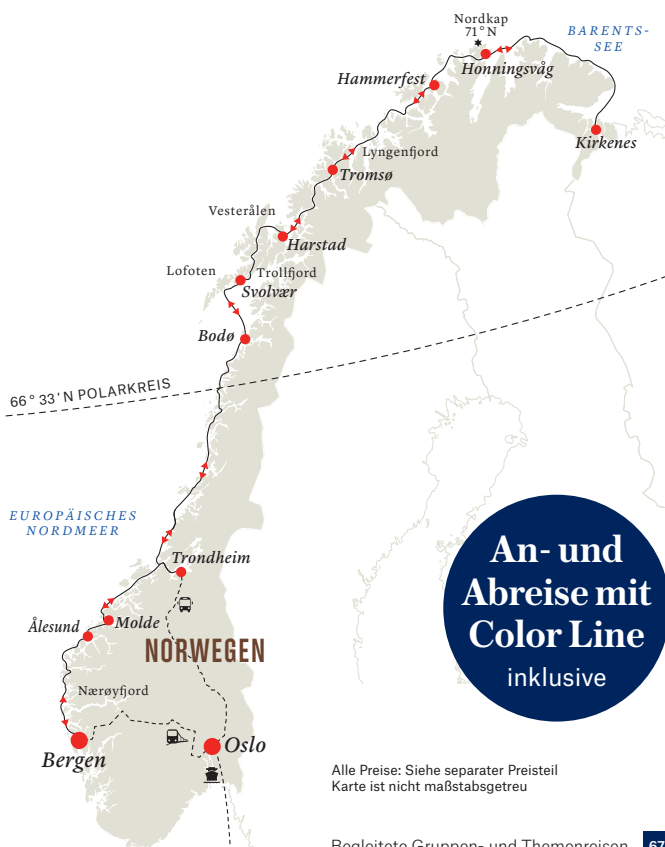 Nordkap
71° N
BARENTS-
SEE
Honningsvåg
Hammerfest
Kirkenes
Lyngenfjord
Tromsø
Vesterålen
Harstad
Lofoten
Trollfjord
Svolvær
Bodø
66° 33' N POLARKREIS
EUROPÄISCHES
NORDMEER
Trondheim
Molde
Ålesund
NORWEGEN
Nærøyfjord
Bergen
Oslo
An- und
Abreise mit
Color Line
inklusive
Alle Preise: Siehe separater Preisteil
Karte ist nicht maßstabsgetreu
Begleitete Gruppen- und Themenreisen 67